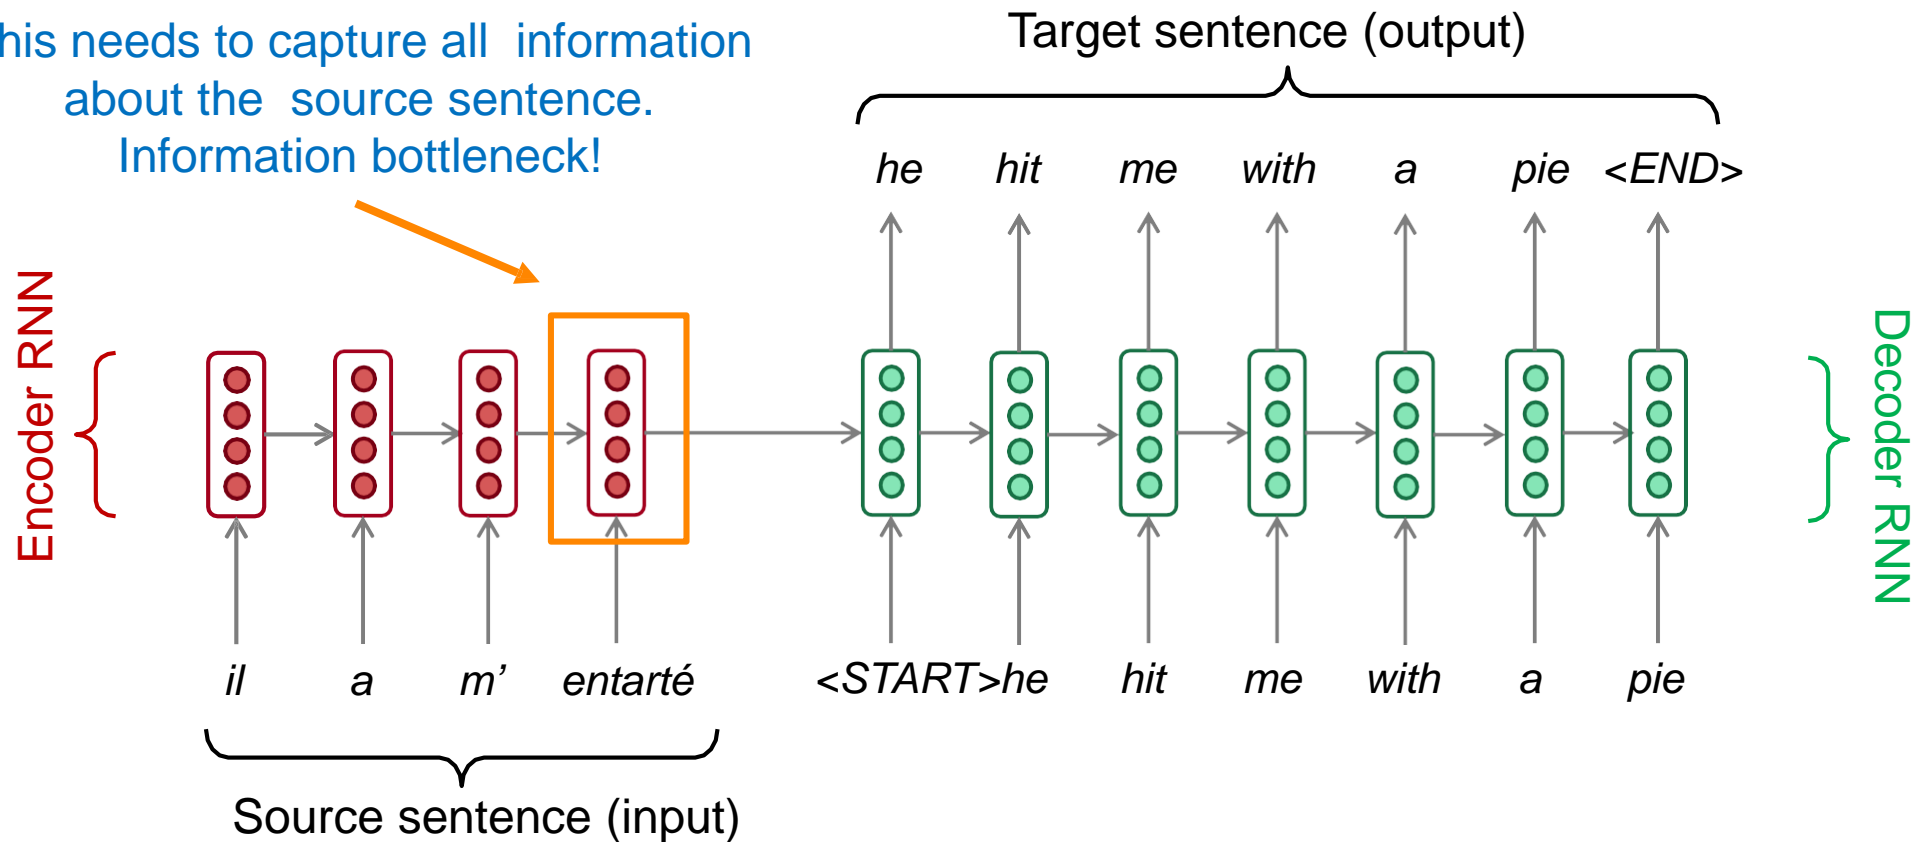 his needs to capture all information
about the source sentence.
Information bottleneck!
Target sentence (output)
he hit me with a pie <END>
Encoder RNN
Decoder RNN
il a m’ entarté
<START> he hit me with a pie
Source sentence (input)